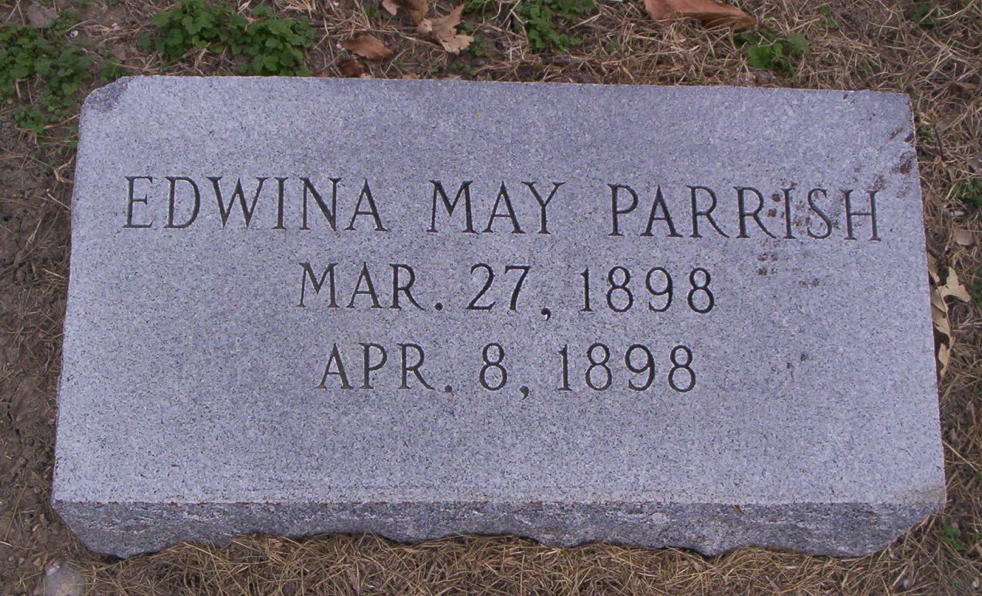 EDWINA MAY PARRISH
MAR. 27, 1898
APR. 8, 1898